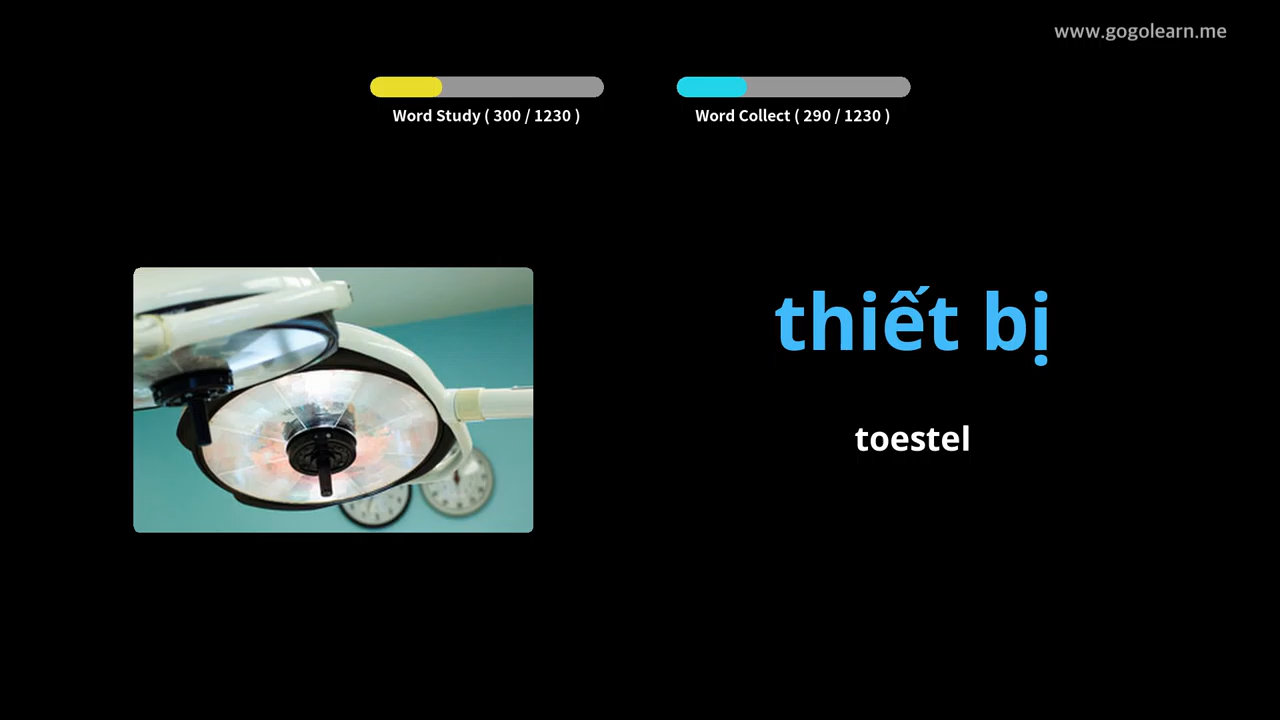 www.gogolearn.me
Word Study ( 300 / 1230 )
Word Collect ( 290 / 1230 )
thiết bị
toestel